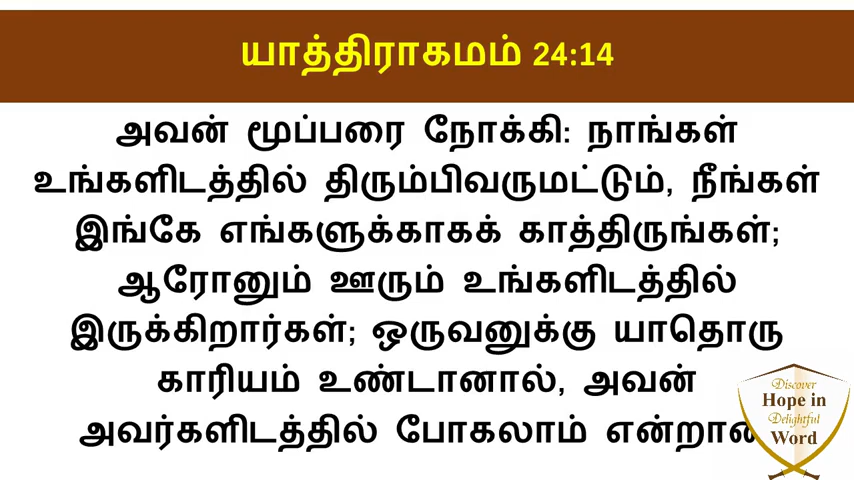 யாத்திராகமம் 24:14
அவன் மூப்பரை நோக்கி: நாங்கள்
உங்களிடத்தில் திரும்பிவருமட்டும், நீங்கள்
இங்கே எங்களுக்காகக் காத்திருங்கள்;
ஆரோனும் ஊரும் உங்களிடத்தில்
இருக்கிறார்கள்; ஒருவனுக்கு யாதொரு
காரியம் உண்டானால், அவன்
அவர்களிடத்தில் போகலாம்
Discover
Hope in
Delightful
Word